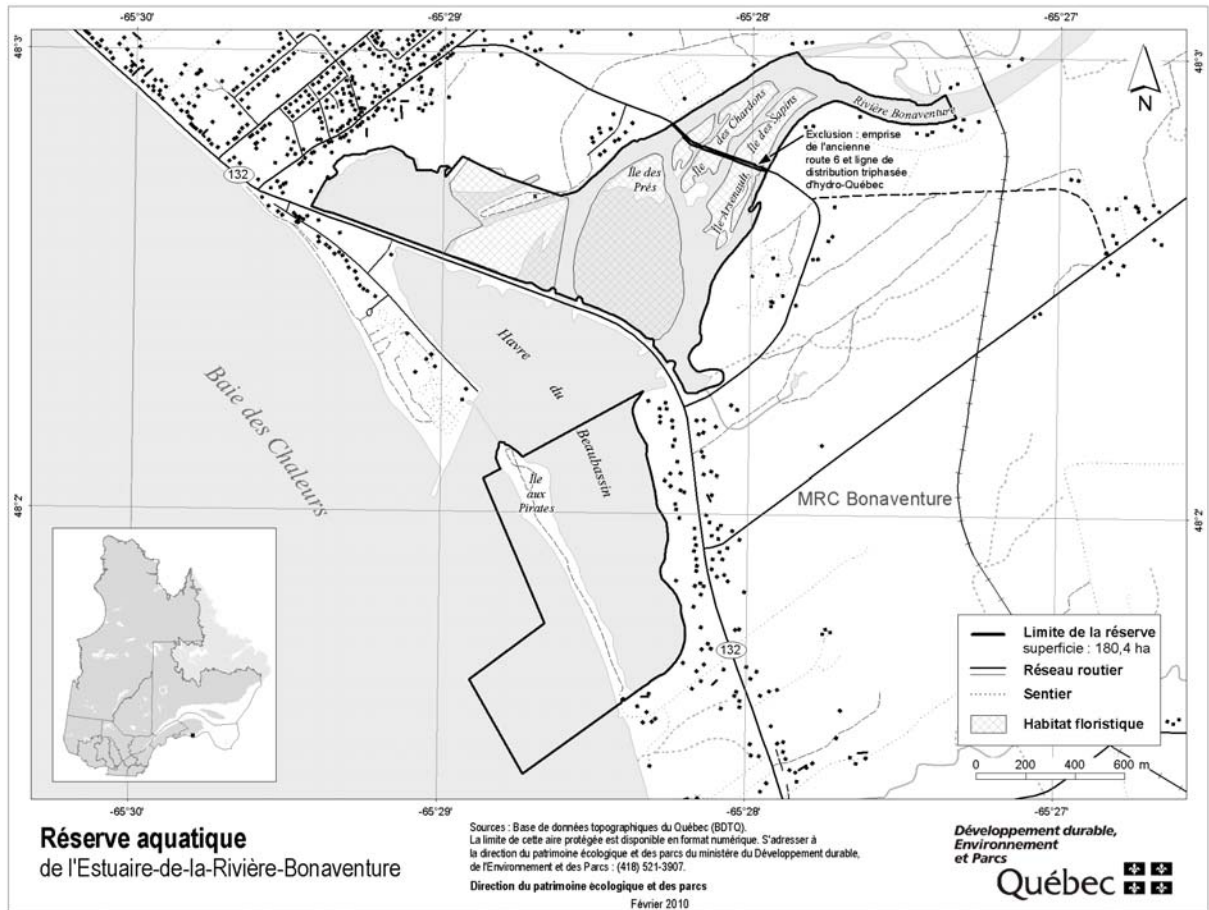 -65°30'
-65°29'
-65°28'
-65°27'
48°3'
48°3'
N
Rivière Bonaventure
Île des Chardons
Île des Sapins
Exclusion : emprise
de l'ancienne
route 6 et ligne de
distribution triphasée
d'hydro-Québec
Île des
Prés
Île Arsenault
132
Havre du Beaubassin
Baie des Chaleurs
Île
aux
Pirates
MRC Bonaventure
48°2'
48°2'
132
Limite de la réserve
superficie : 180,4 ha
Réseau routier
Sentier
Habitat floristique
0 200 400 600 m
-65°30'
-65°29'
-65°28'
-65°27'
Réserve aquatique
de l'Estuaire-de-la-Rivière-Bonaventure
Sources : Base de données topographiques du Québec (BDTQ).
La limite de cette aire protégée est disponible en format numérique. S'adresser à
la direction du patrimoine écologique et des parcs du ministère du Développement durable,
de l'Environnement et des Parcs : (418) 521-3907.
Direction du patrimoine écologique et des parcs
Février 2010
Développement durable,
Environnement
et Parcs
Québec